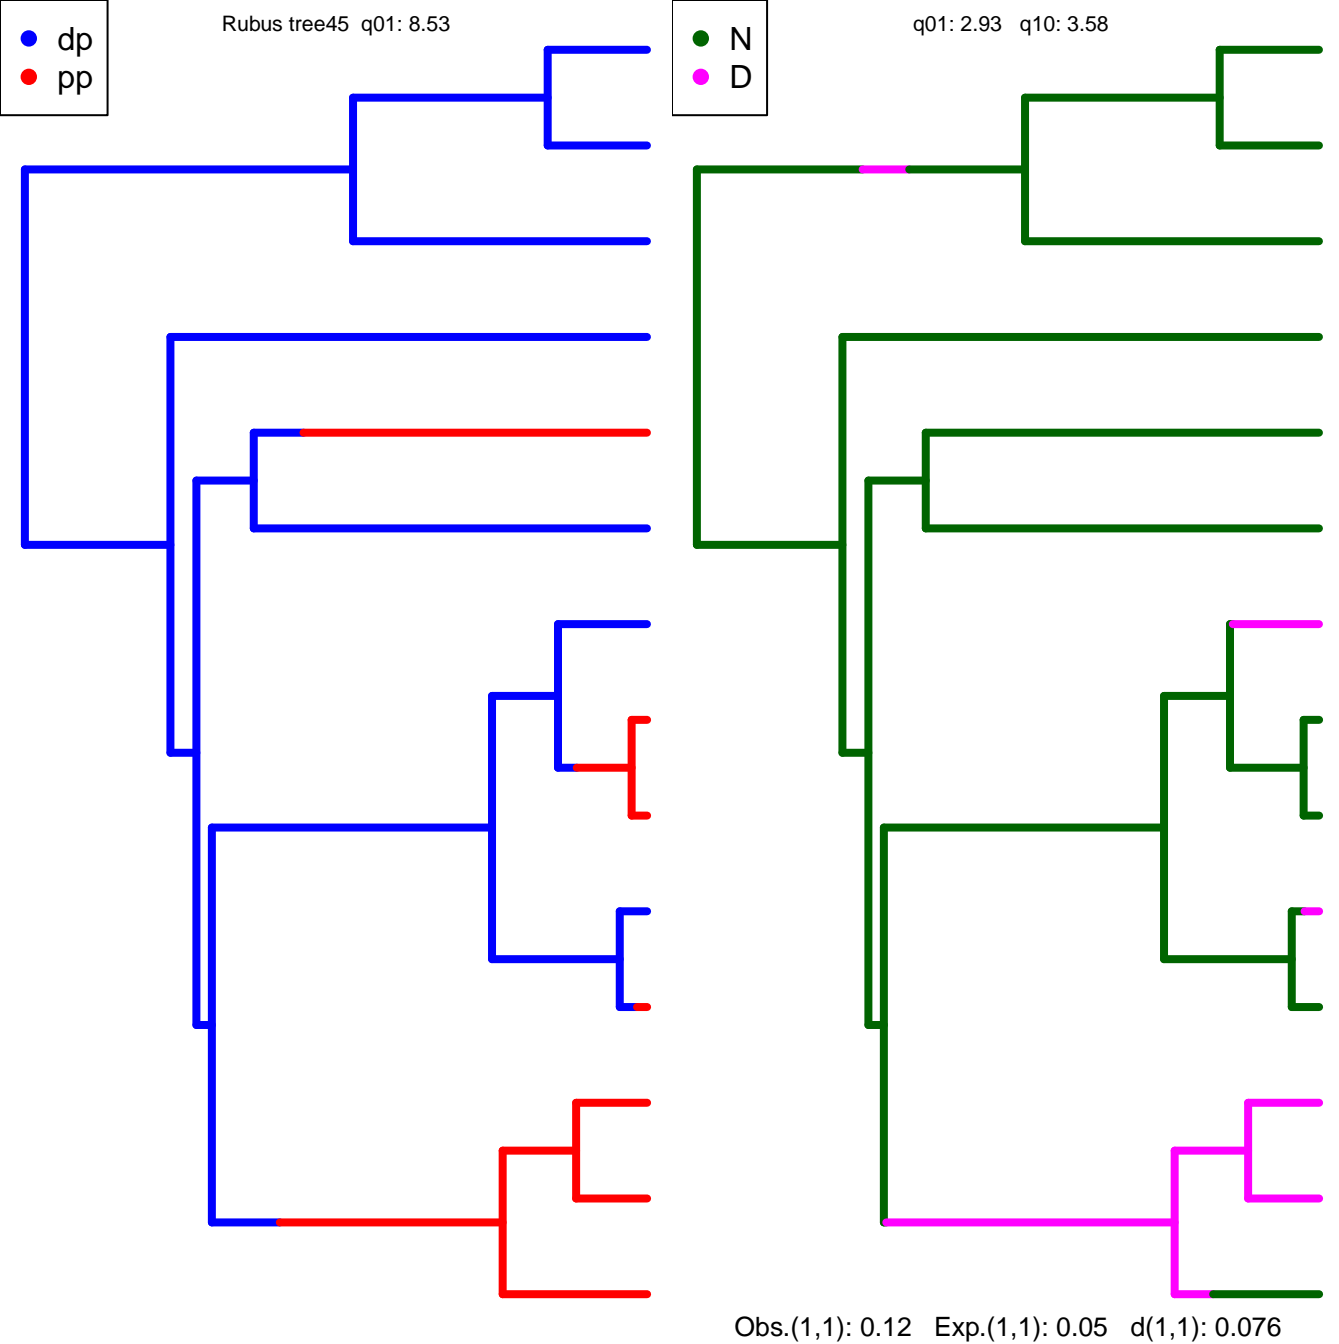 dp
pp
Rubus tree45  q01: 8.53
N
D
q01: 2.93   q10: 3.58
Obs.(1,1): 0.12   Exp.(1,1): 0.05   d(1,1): 0.076